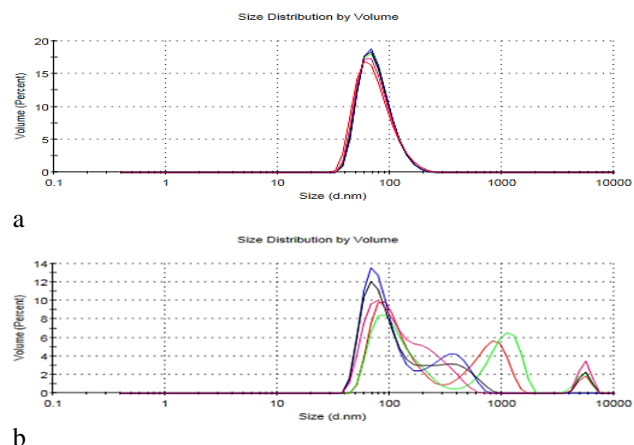 Size Distribution by Volume
Volume (Percent)
20
15
10
5
0
0.1 1 10 100 1000 10000
Size (d.nm)
a
Size Distribution by Volume
Volume (Percent)
14
12
10
8
6
4
2
0
0.1 1 10 100 1000 10000
Size (d.nm)
b